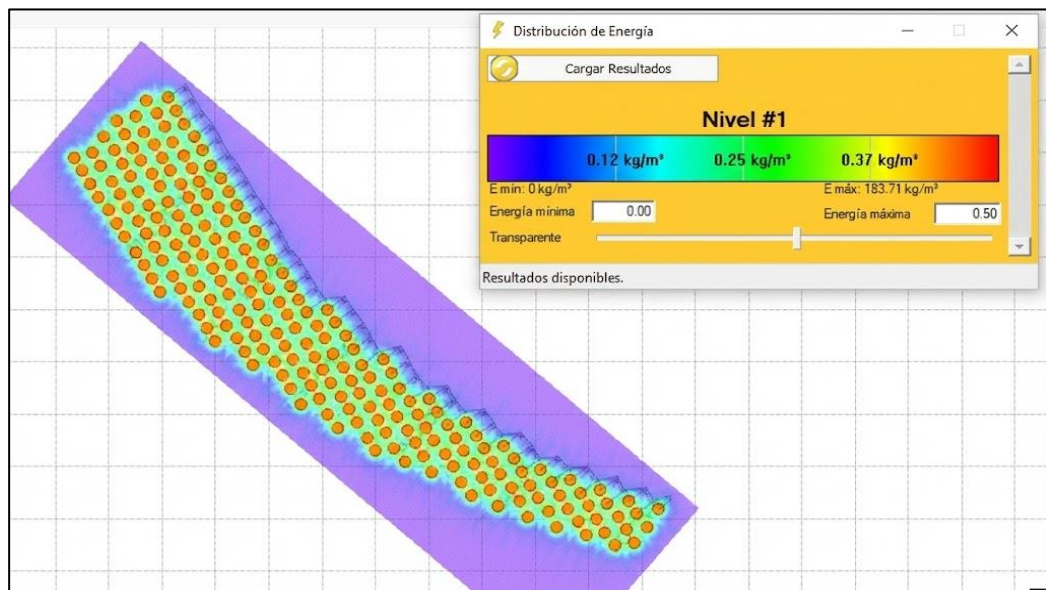 Distribución de Energía
Cargar Resultados
Nivel #1
0.12 kg/m³ 0.25 kg/m³ 0.37 kg/m³
E mín: 0 kg/m³ E máx: 183.71 kg/m³
Energía mínima 0.00 Energía máxima 0.50
Transparente
Resultados disponibles.